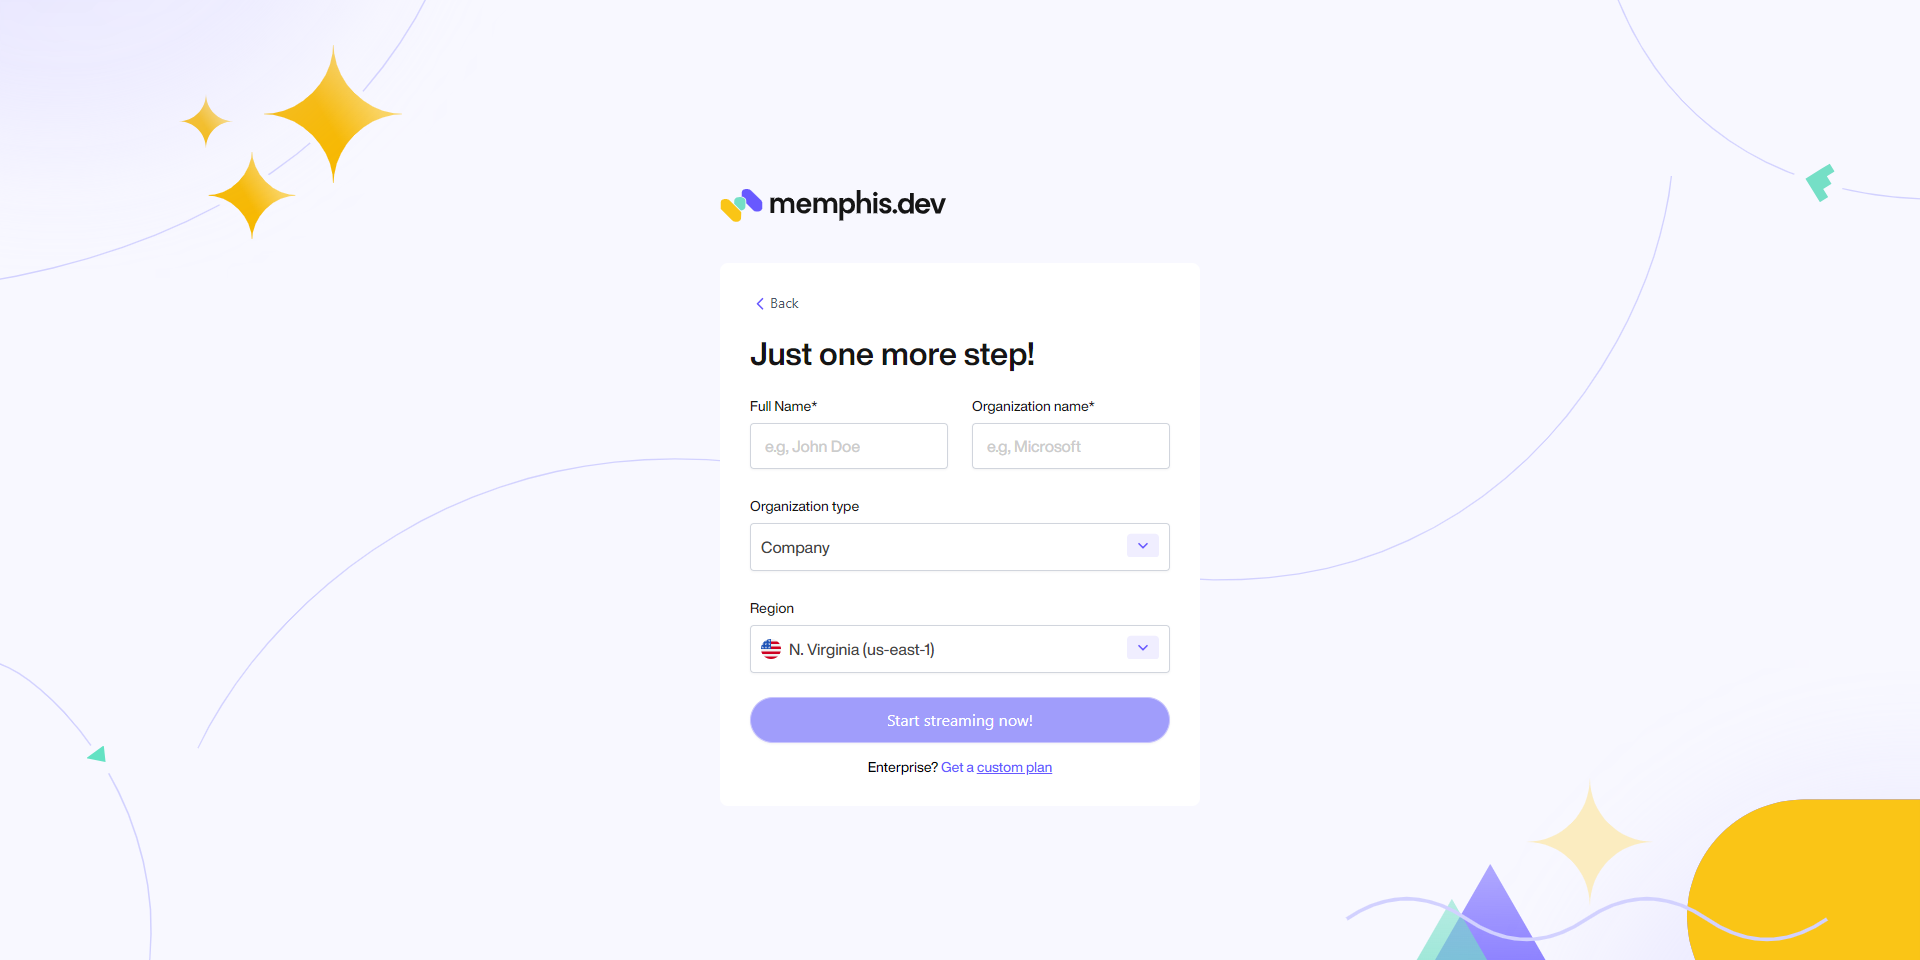 memphis.dev
Back
Just one more step!
Full Name*
Organization name*
e.g, John Doe
e.g, Microsoft
Organization type
Company
Region
N. Virginia (us-east-1)
Start streaming now!
Enterprise? Get a custom plan